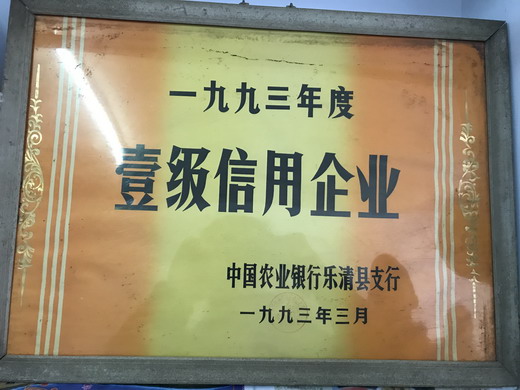 一九九三年度
壹级信用企业
中国农业银行乐清县支行
一九九三年三月